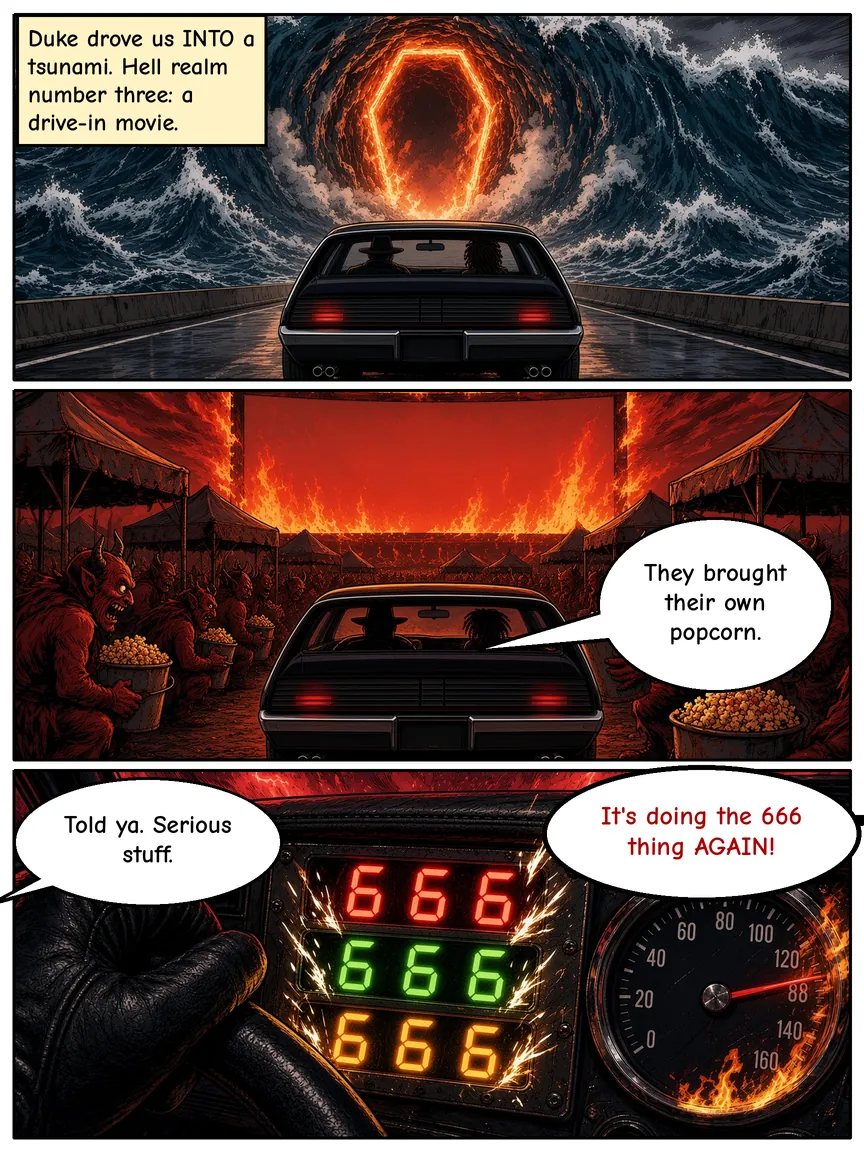 Duke drove us INTO a
tsunami. Hell realm
number three: a
drive-in movie.
They brought
their own
popcorn.
Told ya. Serious
stuff.
It's doing the 666
thing AGAIN!
666
666
666
0
20
40
60
80
100
120
88
140
160